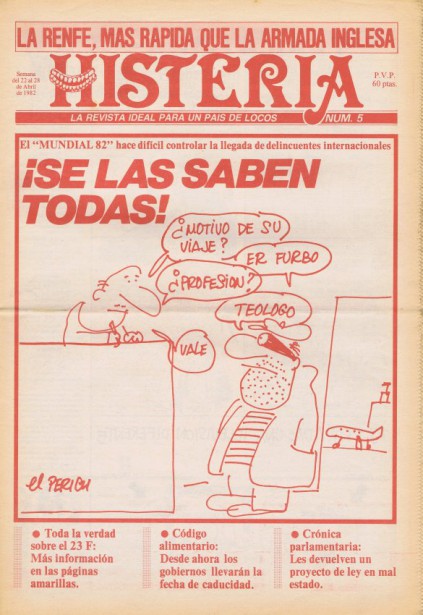 LA RENFE, MAS RAPIDA QUE LA ARMADA INGLESA
Semana
del 22 al 28
de Abril
de 1982
HISTERIA
P.V.P.
60 ptas.
LA REVISTA IDEAL PARA UN PAIS DE LOCOS
NUM. 5
El "MUNDIAL 82" hace difícil controlar la llegada de delincuentes internacionales
¡SE LAS SABEN
TODAS!
¿MOTIVO DE SU
VIAJE?
ER FURBO
¿PROFESION?
TEOLOGO
VALE
el PERICH
● Toda la verdad
sobre el 23 F:
Más información
en las páginas
amarillas.
● Código
alimentario:
Desde ahora los
gobiernos llevarán la
fecha de caducidad.
● Crónica
parlamentaria:
Les devuelven un
proyecto de ley en mal
estado.